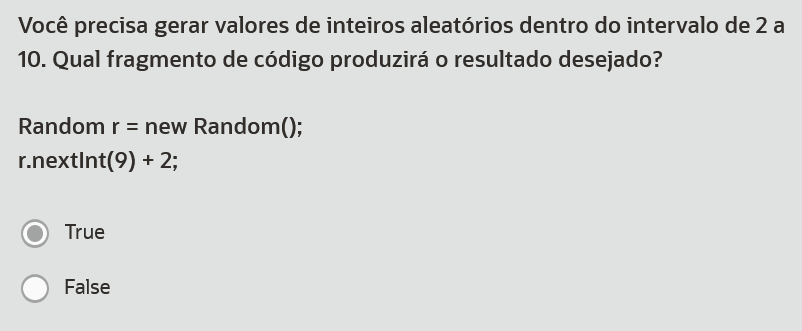 Você precisa gerar valores de inteiros aleatórios dentro do intervalo de 2 a
10. Qual fragmento de código produzirá o resultado desejado?
Random r = new Random();
r.nextInt(9) + 2;
True
False